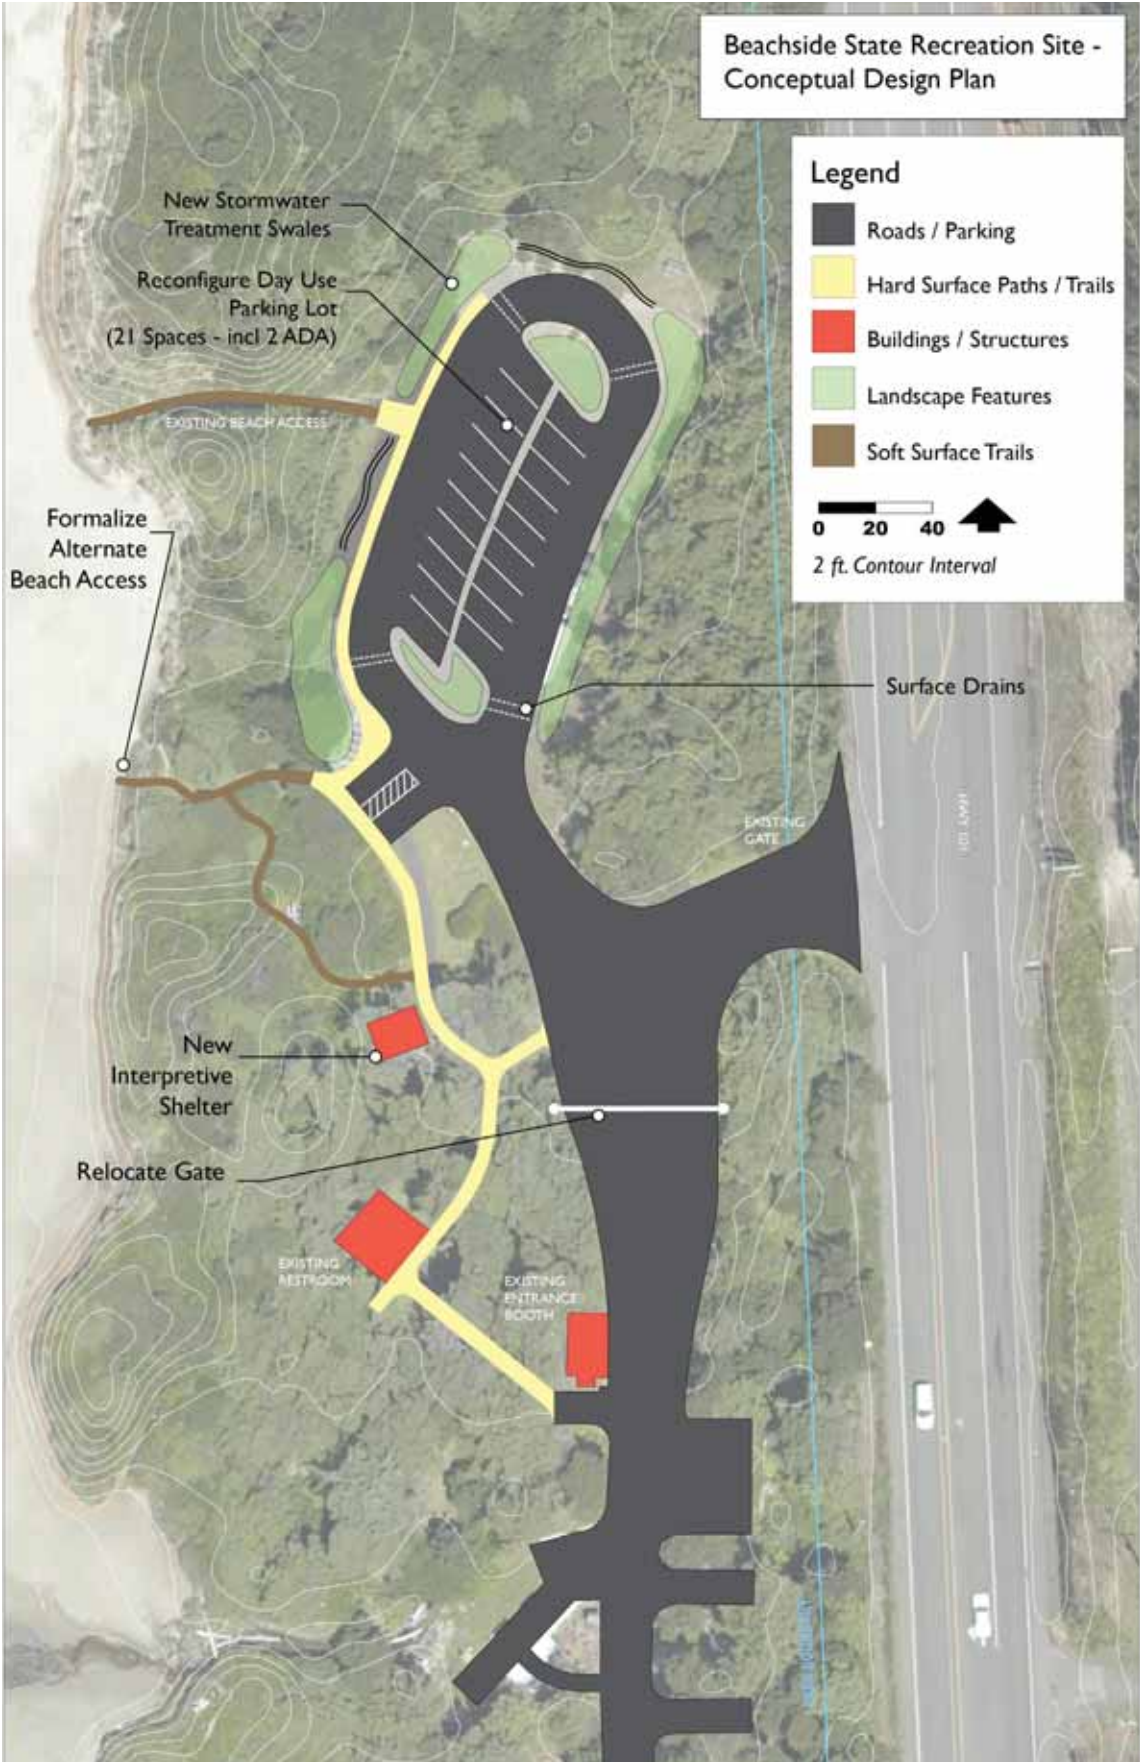 Beachside State Recreation Site -
Conceptual Design Plan
Legend
Roads / Parking
Hard Surface Paths / Trails
Buildings / Structures
Landscape Features
Soft Surface Trails
0 20 40
2 ft. Contour Interval
New Stormwater
Treatment Swales
Reconfigure Day Use
Parking Lot
(21 Spaces - incl 2 ADA)
EXISTING BEACH ACCESS
Formalize
Alternate
Beach Access
Surface Drains
EXISTING
GATE
HWY 101
New
Interpretive
Shelter
Relocate Gate
EXISTING
RESTROOM
EXISTING
ENTRANCE
BOOTH